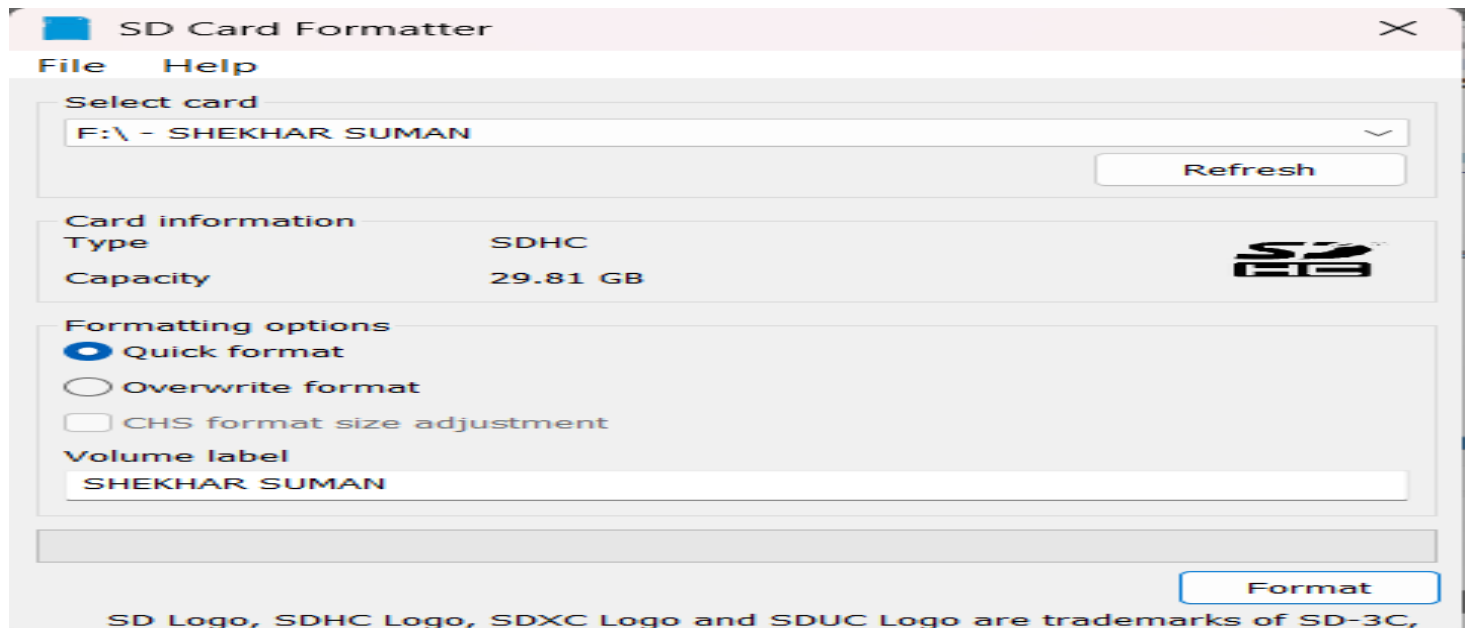 SD Card Formatter
File Help
Select card
F:\ - SHEKHAR SUMAN
Refresh
Card information
Type SDHC
Capacity 29.81 GB
SD
HC
Formatting options
Quick format
Overwrite format
CHS format size adjustment
Volume label
SHEKHAR SUMAN
Format
SD Logo, SDHC Logo, SDXC Logo and SDUC Logo are trademarks of SD-3C,